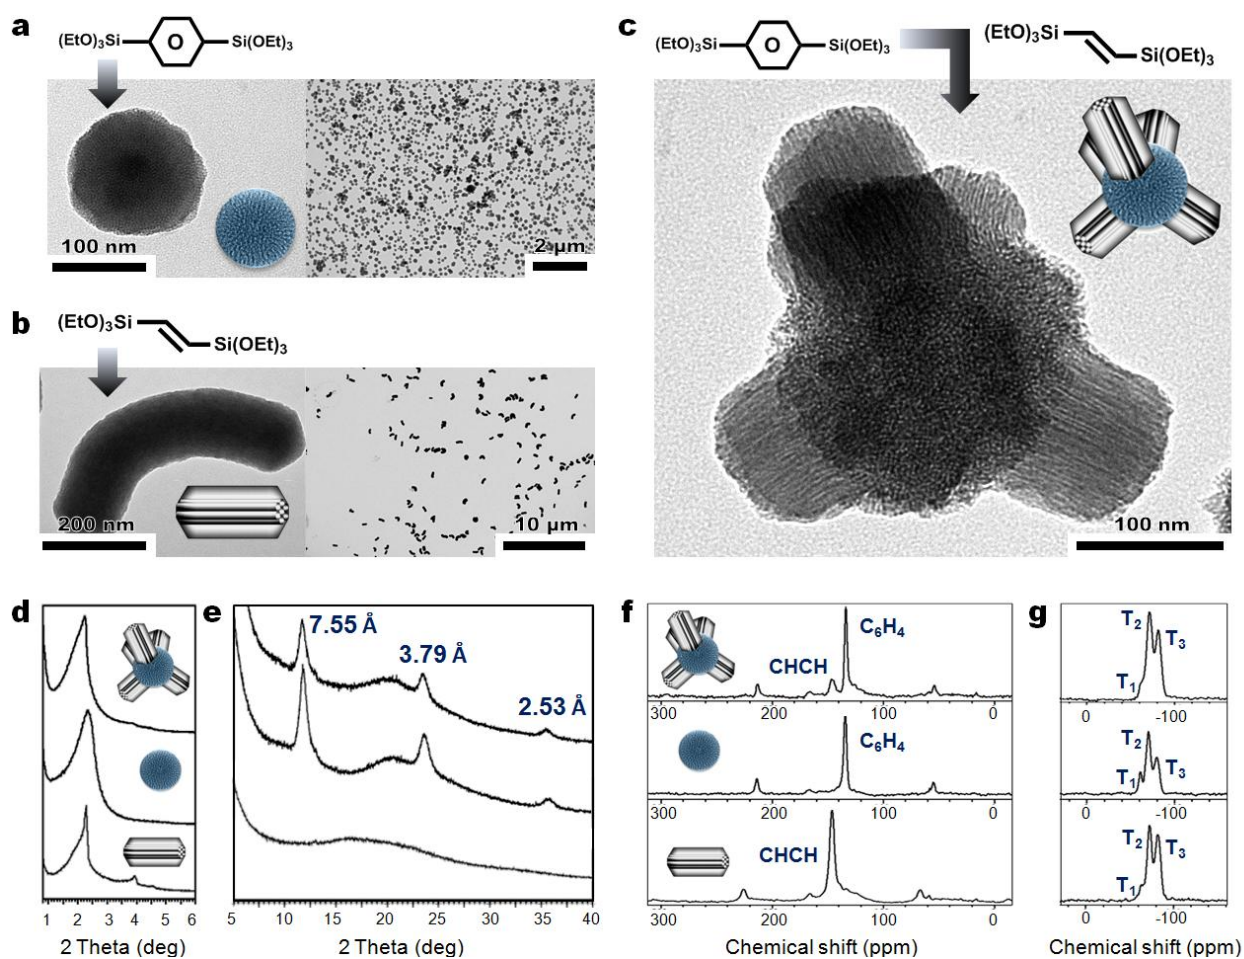 a
(EtO)₃Si O Si(OEt)₃
100 nm
2 µm
b
(EtO)₃Si
Si(OEt)₃
200 nm
10 µm
c
(EtO)₃Si O Si(OEt)₃
(EtO)₃Si
Si(OEt)₃
100 nm
d
1 2 3 4 5 6
2 Theta (deg)
e
7.55 Å
3.79 Å
2.53 Å
5 10 15 20 25 30 35 40
2 Theta (deg)
f
C₆H₄
CHCH
300 200 100 0
C₆H₄
300 200 100 0
CHCH
300 200 100 0
Chemical shift (ppm)
g
T₂
T₃
T₁
0 -100
T₂
T₃
T₁
0 -100
T₂
T₃
T₁
0 -100
Chemical shift (ppm)